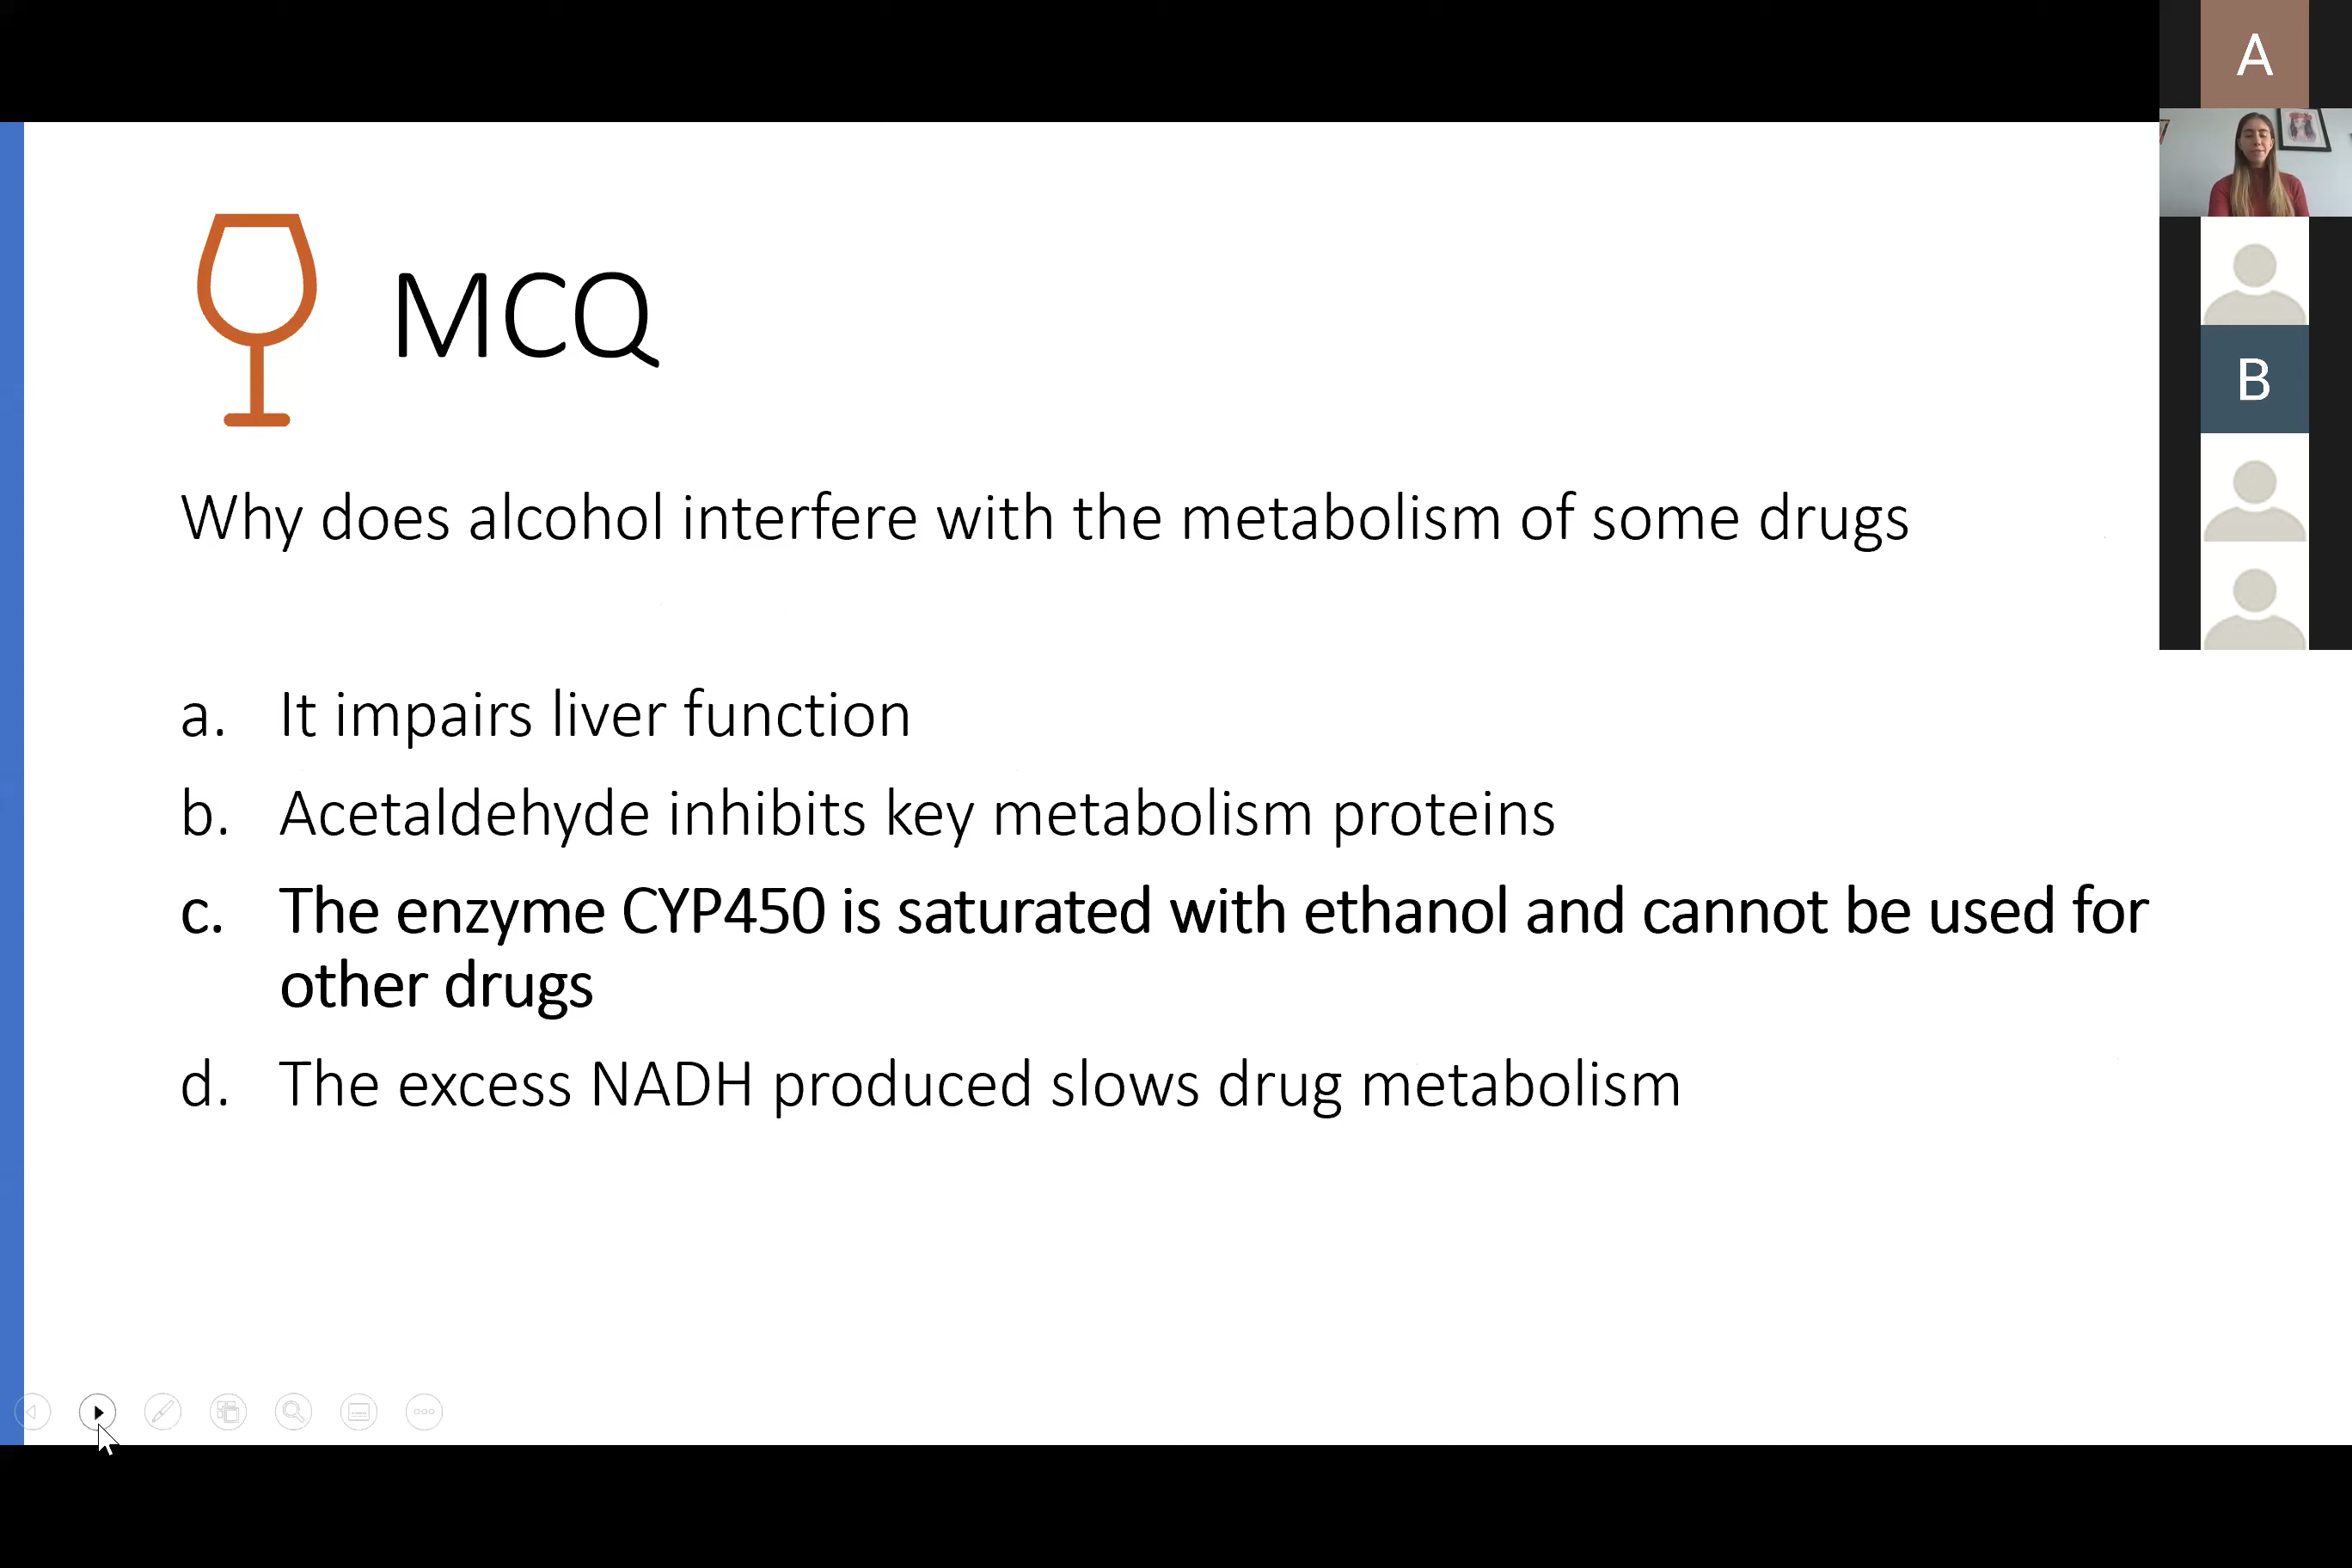 MCQ
Why does alcohol interfere with the metabolism of some drugs
a. It impairs liver function
b. Acetaldehyde inhibits key metabolism proteins
c. The enzyme CYP450 is saturated with ethanol and cannot be used for
other drugs
d. The excess NADH produced slows drug metabolism
A
B